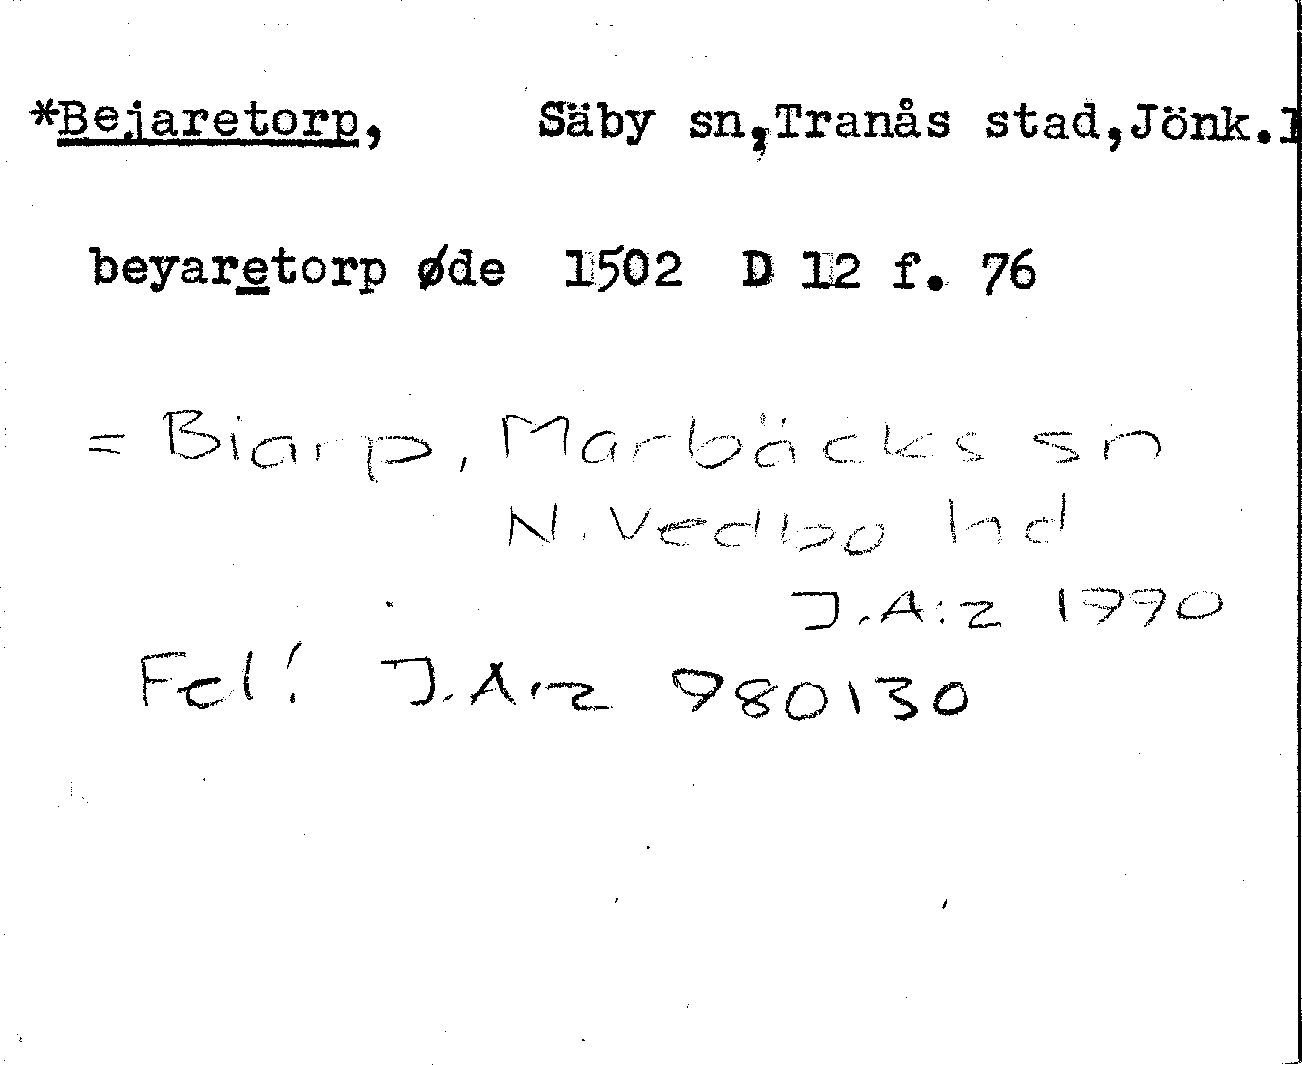 *Bejaretorp, Säby sn,Tranås stad,Jönk.l
beyaretorp øde 1502 D 12 f. 76
= Biarp, Marbäcks sn
N. Vedbo hd
J.A:z 1990
Fel! J.A:z 980130